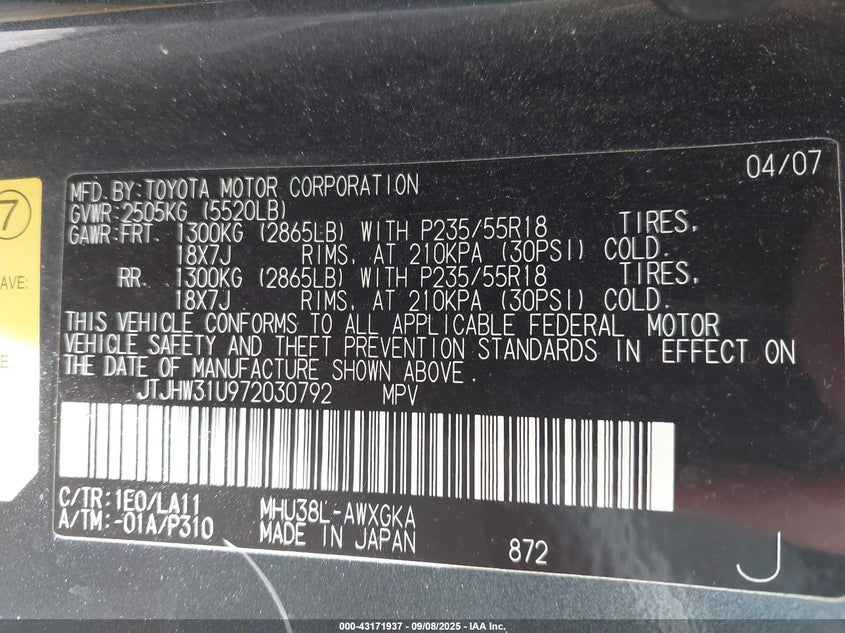 04/07
MFD. BY: TOYOTA MOTOR CORPORATION
GVWR: 2505KG (5520LB)
GAWR: FRT. 1300KG (2865LB) WITH P235/55R18 TIRES,
18X7J RIMS, AT 210KPA (30PSI) COLD.
RR. 1300KG (2865LB) WITH P235/55R18 TIRES,
18X7J RIMS, AT 210KPA (30PSI) COLD.
THIS VEHICLE CONFORMS TO ALL APPLICABLE FEDERAL MOTOR
VEHICLE SAFETY AND THEFT PREVENTION STANDARDS IN EFFECT ON
THE DATE OF MANUFACTURE SHOWN ABOVE.
JTJHW31U972030792 MPV
C/TR: 1E0/LA11 MHU38L-AWXGKA
A/TM: -01A/P310 MADE IN JAPAN
872
J
7
AVE:
E.
000-43171937 - 09/08/2025 - IAA Inc.